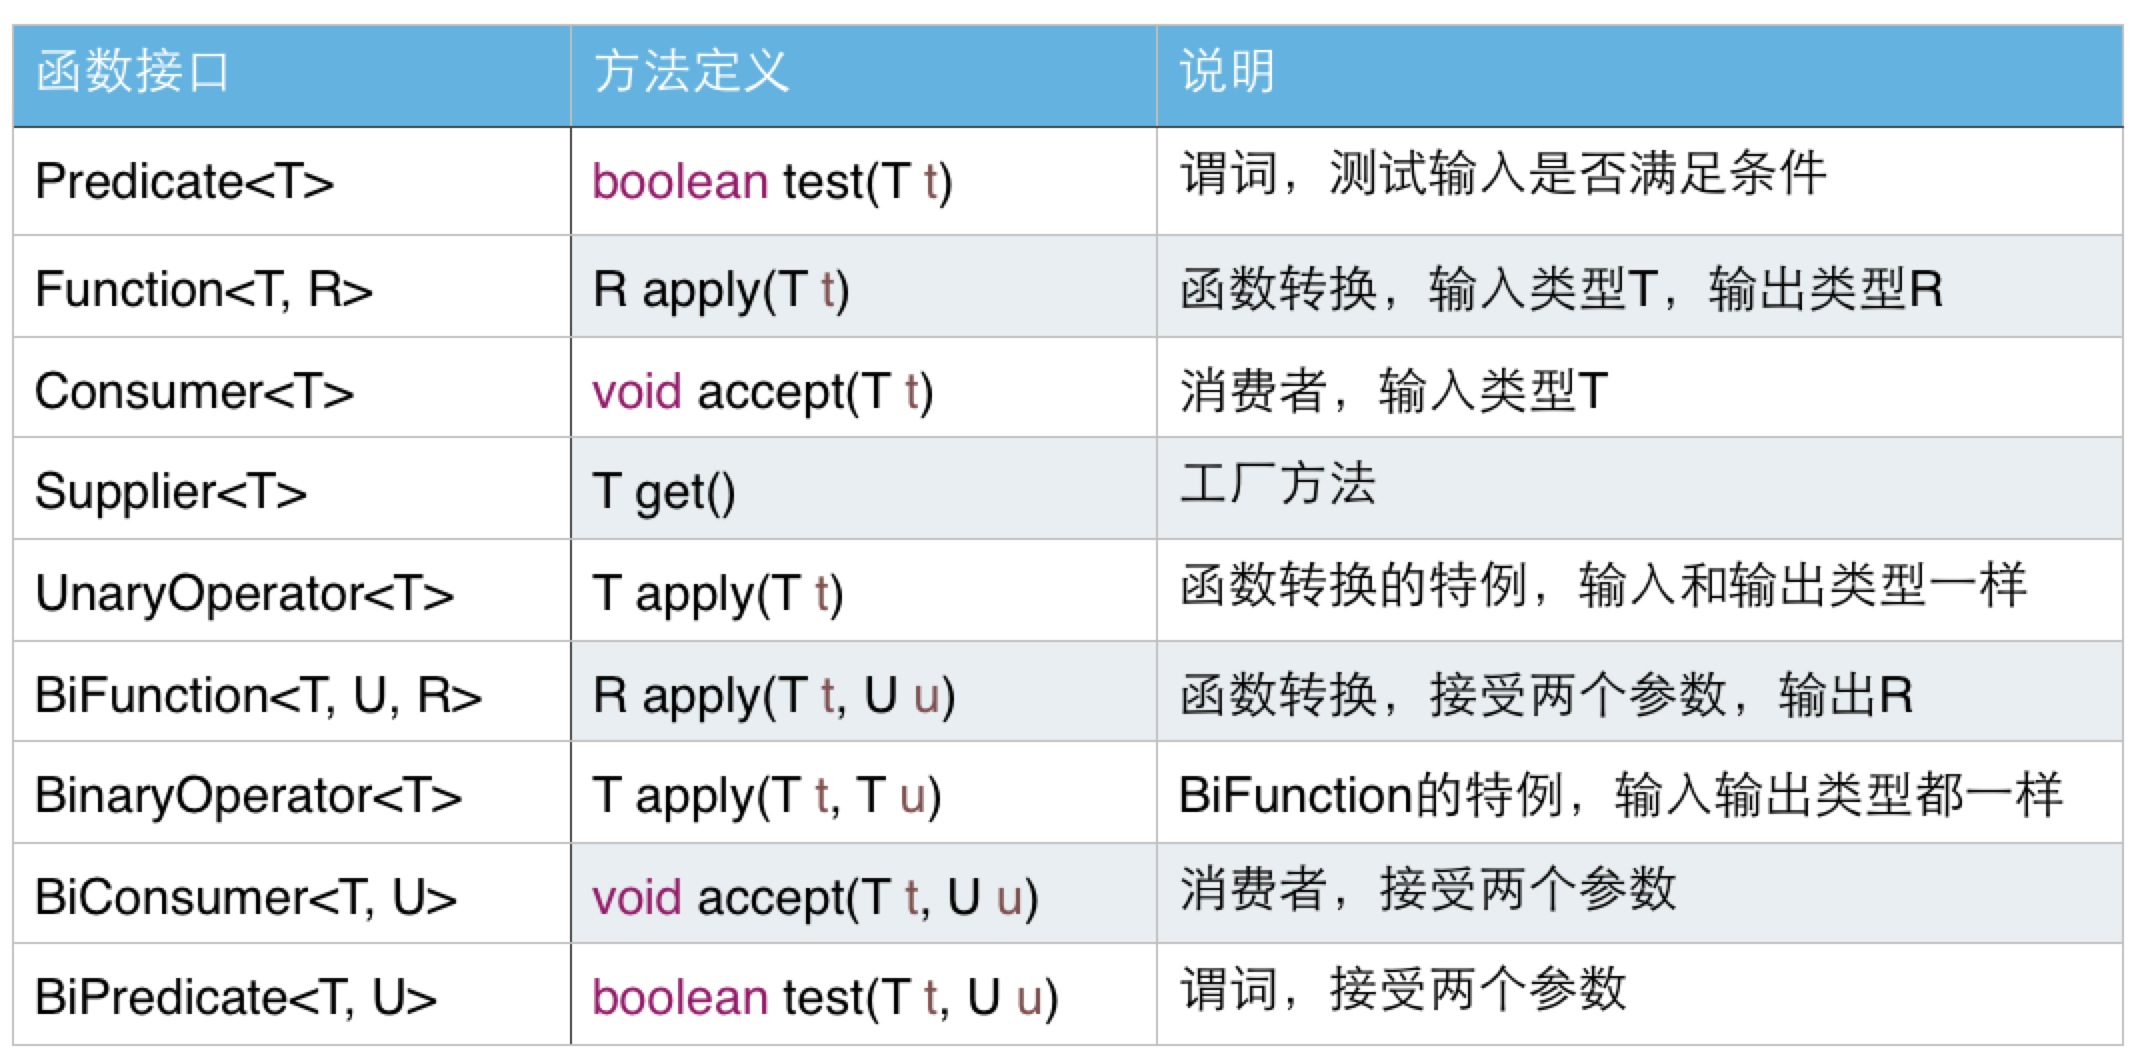 函数接口 方法定义 说明
Predicate<T> boolean test(T t) 谓词，测试输入是否满足条件
Function<T, R> R apply(T t) 函数转换，输入类型T，输出类型R
Consumer<T> void accept(T t) 消费者，输入类型T
Supplier<T> T get() 工厂方法
UnaryOperator<T> T apply(T t) 函数转换的特例，输入和输出类型一样
BiFunction<T, U, R> R apply(T t, U u) 函数转换，接受两个参数，输出R
BinaryOperator<T> T apply(T t, T u) BiFunction的特例，输入输出类型都一样
BiConsumer<T, U> void accept(T t, U u) 消费者，接受两个参数
BiPredicate<T, U> boolean test(T t, U u) 谓词，接受两个参数